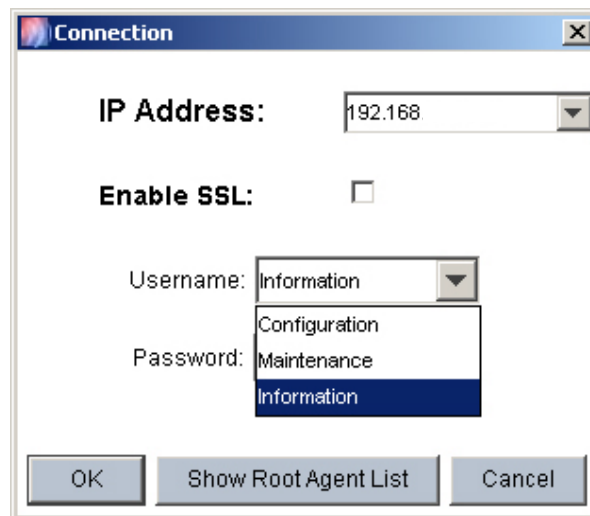 Connection
IP Address: 192.168
Enable SSL:
Username: Information
Configuration
Password: Maintenance
Information
OK Show Root Agent List Cancel